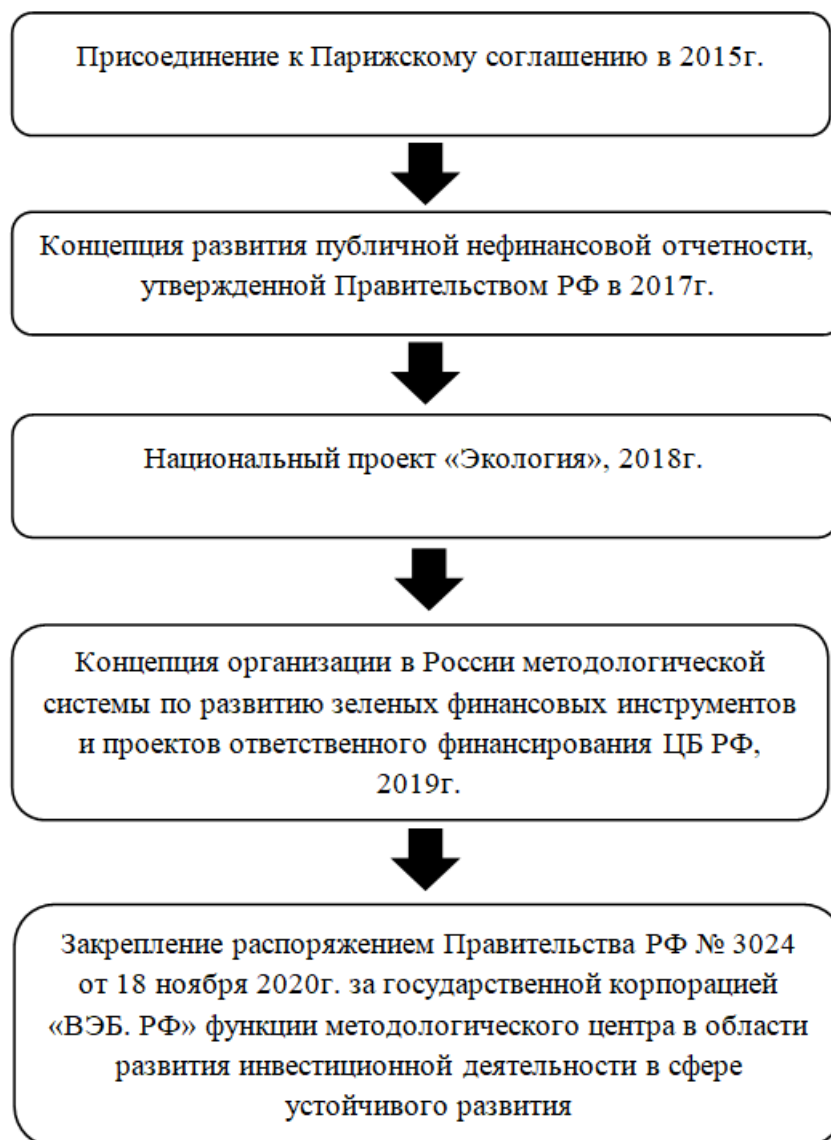 Присоединение к Парижскому соглашению в 2015г.
Концепция развития публичной нефинансовой отчетности,
утвержденной Правительством РФ в 2017г.
Национальный проект «Экология», 2018г.
Концепция организации в России методологической
системы по развитию зеленых финансовых инструментов
и проектов ответственного финансирования ЦБ РФ,
2019г.
Закрепление распоряжением Правительства РФ № 3024
от 18 ноября 2020г. за государственной корпорацией
«ВЭБ. РФ» функции методологического центра в области
развития инвестиционной деятельности в сфере
устойчивого развития